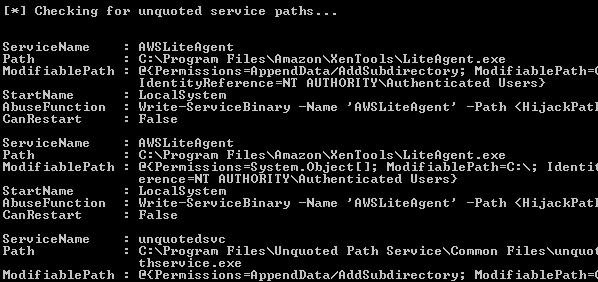 [*] Checking for unquoted service paths...
ServiceName : AWSLiteAgent
Path : C:\Program Files\Amazon\XenTools\LiteAgent.exe
ModifiablePath : @{Permissions=AppendData/AddSubdirectory; ModifiablePath=C
IdentityReference=NT AUTHORITY\Authenticated Users}
StartName : LocalSystem
AbuseFunction : Write-ServiceBinary -Name 'AWSLiteAgent' -Path <HijackPat
CanRestart : False
ServiceName : AWSLiteAgent
Path : C:\Program Files\Amazon\XenTools\LiteAgent.exe
ModifiablePath : @{Permissions=System.Object[]; ModifiablePath=C:\; Identit
erence=NT AUTHORITY\Authenticated Users}
StartName : LocalSystem
AbuseFunction : Write-ServiceBinary -Name 'AWSLiteAgent' -Path <HijackPat
CanRestart : False
ServiceName : unquotedsvc
Path : C:\Program Files\Unquoted Path Service\Common Files\unquot
thservice.exe
ModifiablePath : @{Permissions=AppendData/AddSubdirectory; ModifiablePath=C